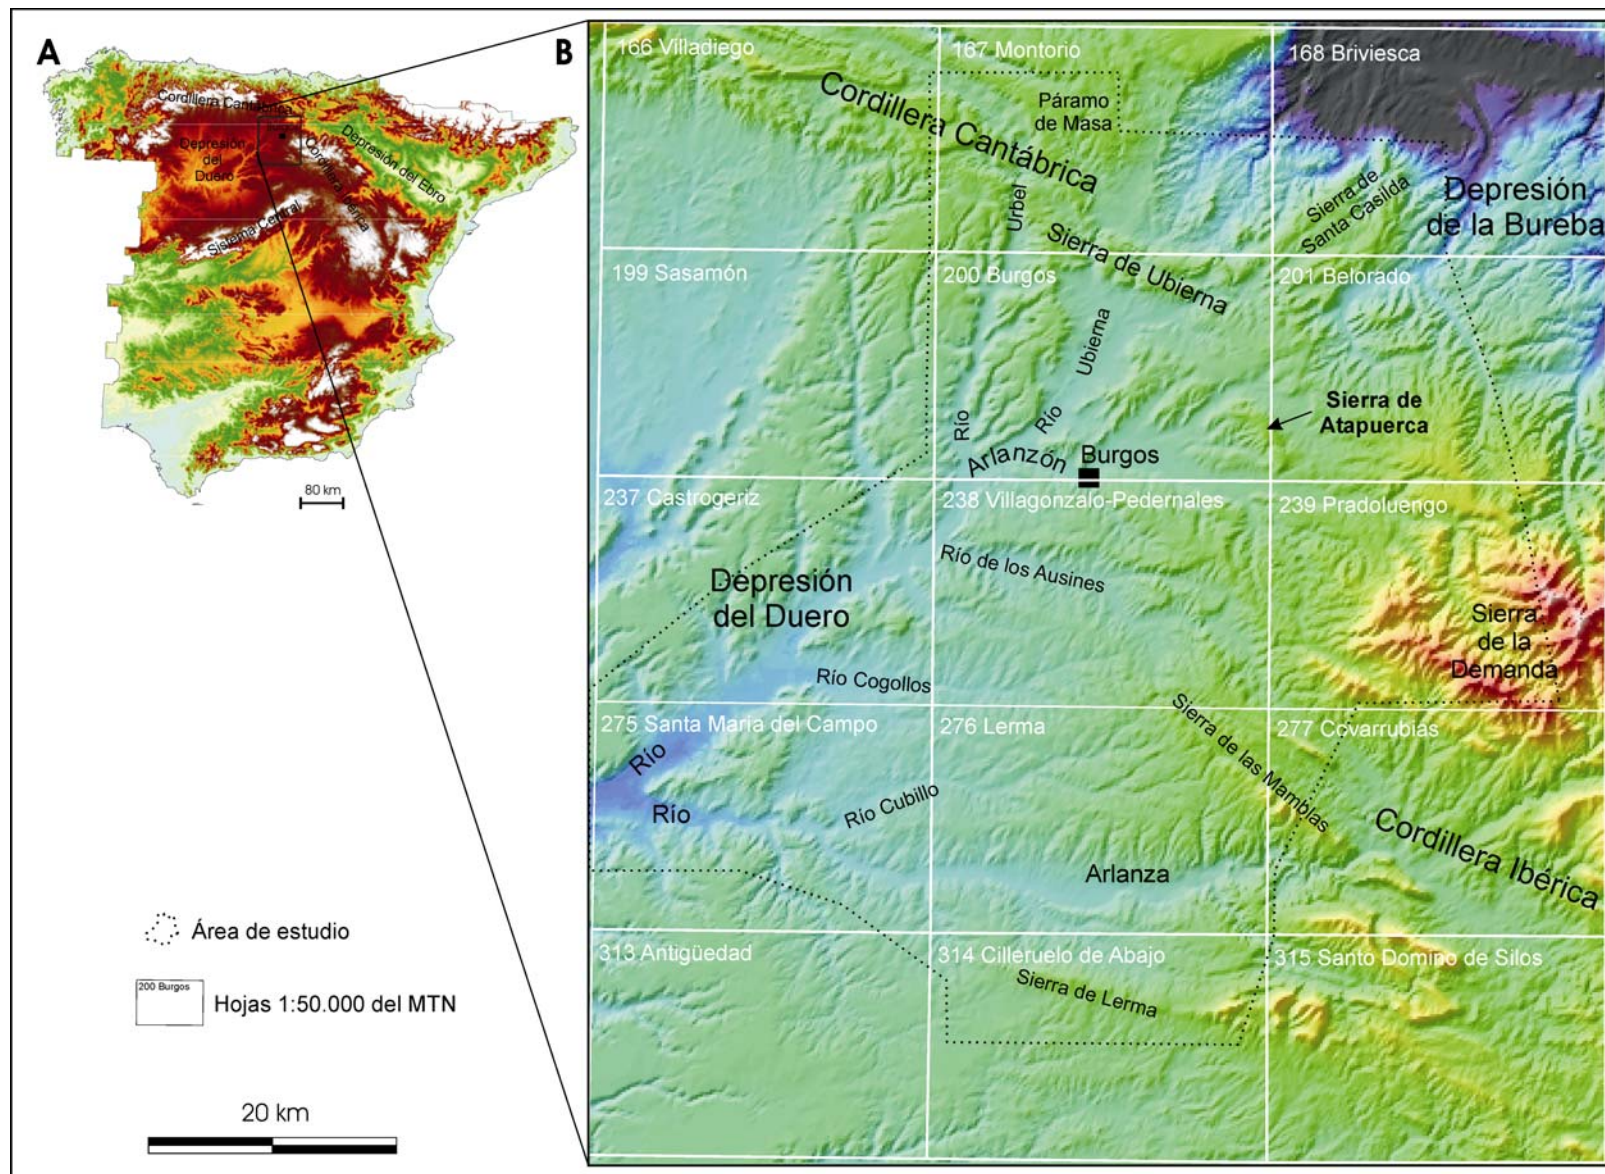 A
Cordillera Cantábrica
Burgos
Depresión
del
Duero
Cordillera Ibérica
Depresión del Ebro
Sistema Central
80 km
Área de estudio
200 Burgos
Hojas 1:50.000 del MTN
20 km
B
166 Villadiego
167 Montorio
168 Briviesca
Cordillera Cantábrica
Páramo
de Masa
Sierra de
Santa Casilda
Depresión
de la Bureba
Urbel
Sierra de Ubierna
199 Sasamón
200 Burgos
201 Belorado
Ubierna
Río
Río
Arlanzón
Burgos
Sierra de
Atapuerca
237 Castrogeriz
238 Villagonzalo-Pedernales
239 Pradoluengo
Río de los Ausines
Depresión
del Duero
Sierra
de la
Demanda
Río Cogollos
275 Santa María del Campo
276 Lerma
277 Covarrubias
Sierra de las Mamblas
Río
Río
Río Cubillo
Arlanza
Cordillera Ibérica
313 Antigüedad
314 Cilleruelo de Abajo
315 Santo Domino de Silos
Sierra de Lerma